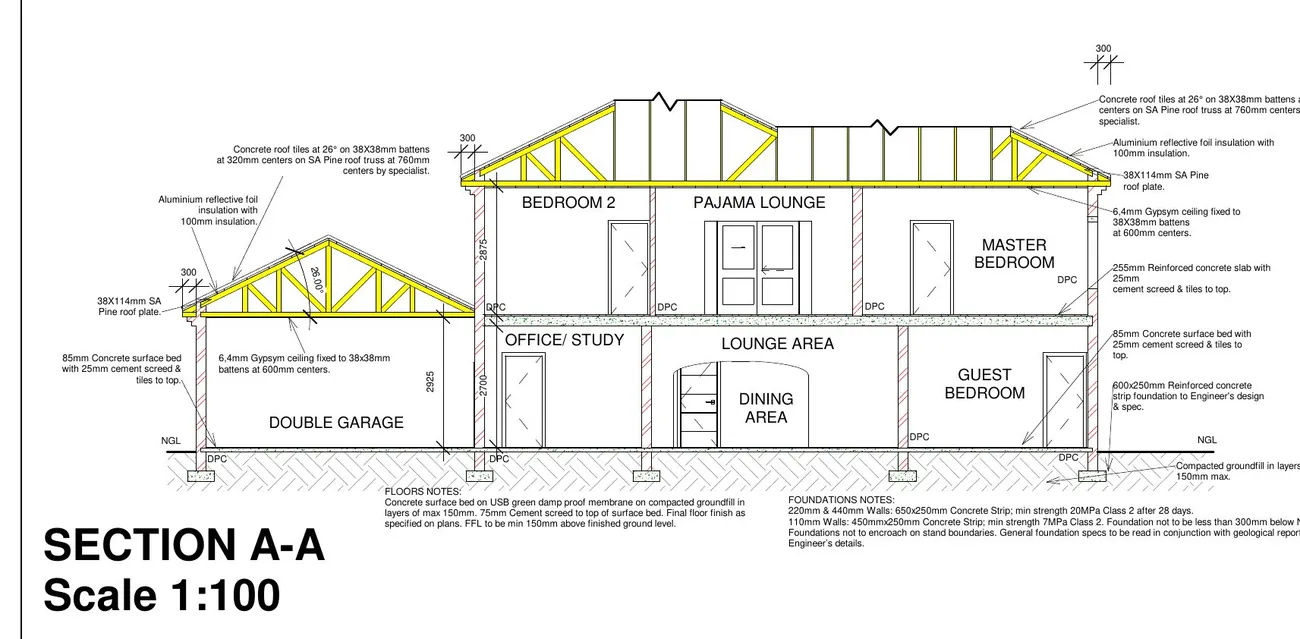 300
Concrete roof tiles at 26° on 38X38mm battens
centers on SA Pine roof truss at 760mm centers
specialist.
Aluminium reflective foil insulation with
100mm insulation.
38X114mm SA Pine
roof plate.
6,4mm Gypsym ceiling fixed to
38X38mm battens
at 600mm centers.
255mm Reinforced concrete slab with
25mm
cement screed & tiles to top.
85mm Concrete surface bed with
25mm cement screed & tiles to
top.
600x250mm Reinforced concrete
strip foundation to Engineer's design
& spec.
NGL
Compacted groundfill in layers
150mm max.
300
Concrete roof tiles at 26° on 38X38mm battens
at 320mm centers on SA Pine roof truss at 760mm
centers by specialist.
Aluminium reflective foil
insulation with
100mm insulation.
300
26.00°
38X114mm SA
Pine roof plate.
85mm Concrete surface bed
with 25mm cement screed &
tiles to top.
6,4mm Gypsym ceiling fixed to 38x38mm
battens at 600mm centers.
2925
DOUBLE GARAGE
NGL
DPC
BEDROOM 2
PAJAMA LOUNGE
MASTER
BEDROOM
2875
DPC
DPC
DPC
DPC
OFFICE/ STUDY
LOUNGE AREA
2700
DINING
AREA
GUEST
BEDROOM
DPC
DPC
DPC
FLOORS NOTES:
Concrete surface bed on USB green damp proof membrane on compacted groundfill in
layers of max 150mm. 75mm Cement screed to top of surface bed. Final floor finish as
specified on plans. FFL to be min 150mm above finished ground level.
FOUNDATIONS NOTES:
220mm & 440mm Walls: 650x250mm Concrete Strip; min strength 20MPa Class 2 after 28 days.
110mm Walls: 450mmx250mm Concrete Strip; min strength 7MPa Class 2. Foundation not to be less than 300mm below
Foundations not to encroach on stand boundaries. General foundation specs to be read in conjunction with geological report
Engineer's details.
SECTION A-A
Scale 1:100